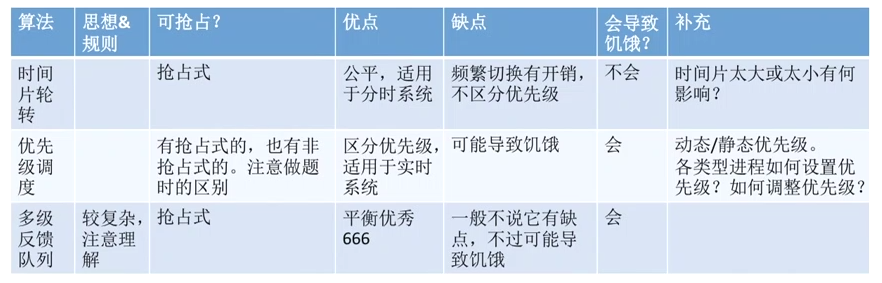 算法
思想&
规则
可抢占？
优点
缺点
会导致
饥饿？
补充
时间
片轮
转
抢占式
公平，适用
于分时系统
频繁切换有开销，
不区分优先级
不会
时间片太大或太小有何
影响？
优先
级调
度
有抢占式的，也有非
抢占式的。注意做题
时的区别
区分优先级，
适用于实时
系统
可能导致饥饿
会
动态/静态优先级。
各类型进程如何设置优
先级？如何调整优先级？
多级
反馈
队列
较复杂，
注意理
解
抢占式
平衡优秀
666
一般不说它有缺
点，不过可能导
致饥饿
会